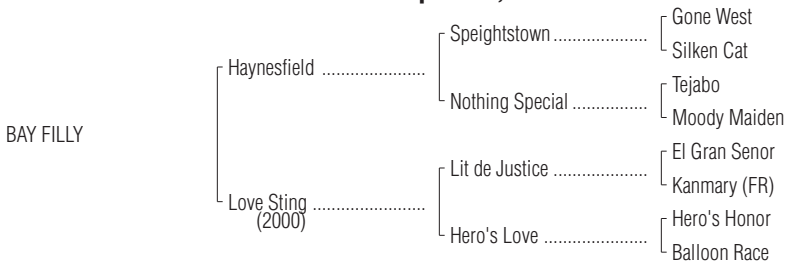 Gone West
Speightstown ....................
Silken Cat
Haynesfield ......................
Tejabo
Nothing Special ................
Moody Maiden
BAY FILLY
El Gran Senor
Lit de Justice ....................
Kanmary (FR)
Love Sting ........................
(2000)
Hero's Honor
Hero's Love ......................
Balloon Race